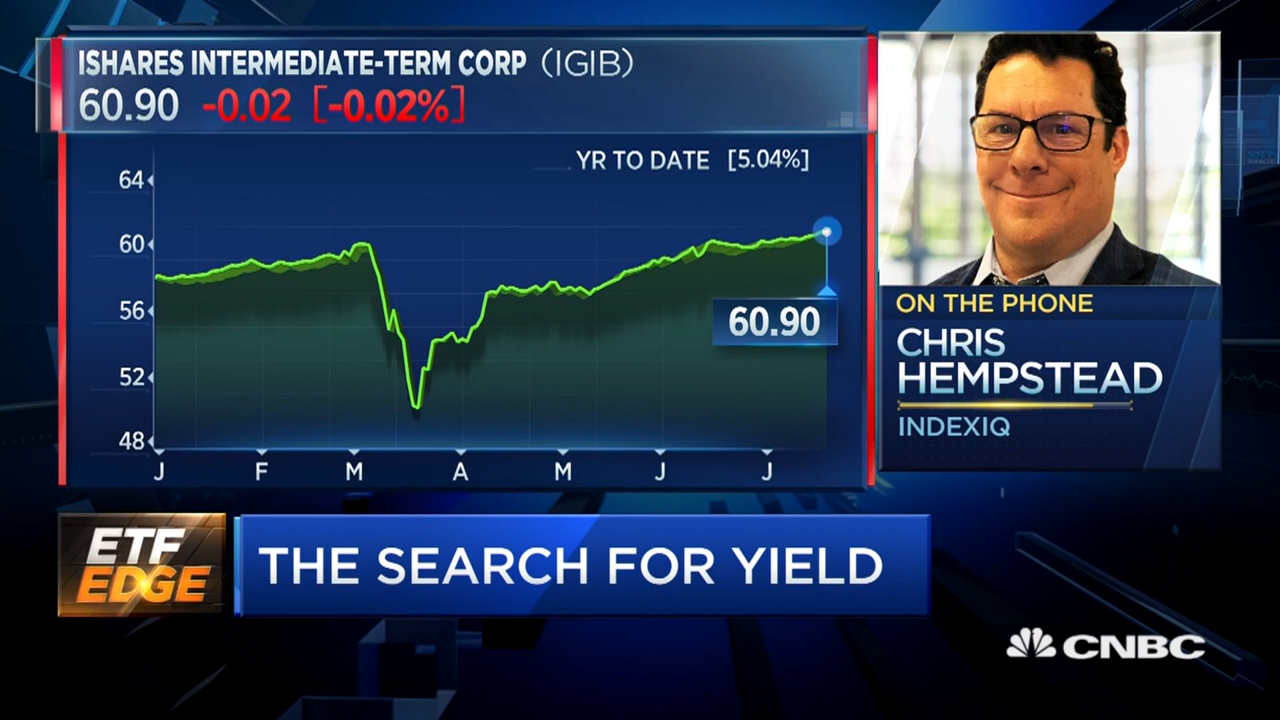 ISHARES INTERMEDIATE-TERM CORP (IGIB)
60.90 -0.02 [-0.02%]
YR TO DATE [5.04%]
64
60
56
52
48
60.90
J F M A M J J
ON THE PHONE
CHRIS
HEMPSTEAD
INDEXIQ
ETF
EDGE
THE SEARCH FOR YIELD
CNBC